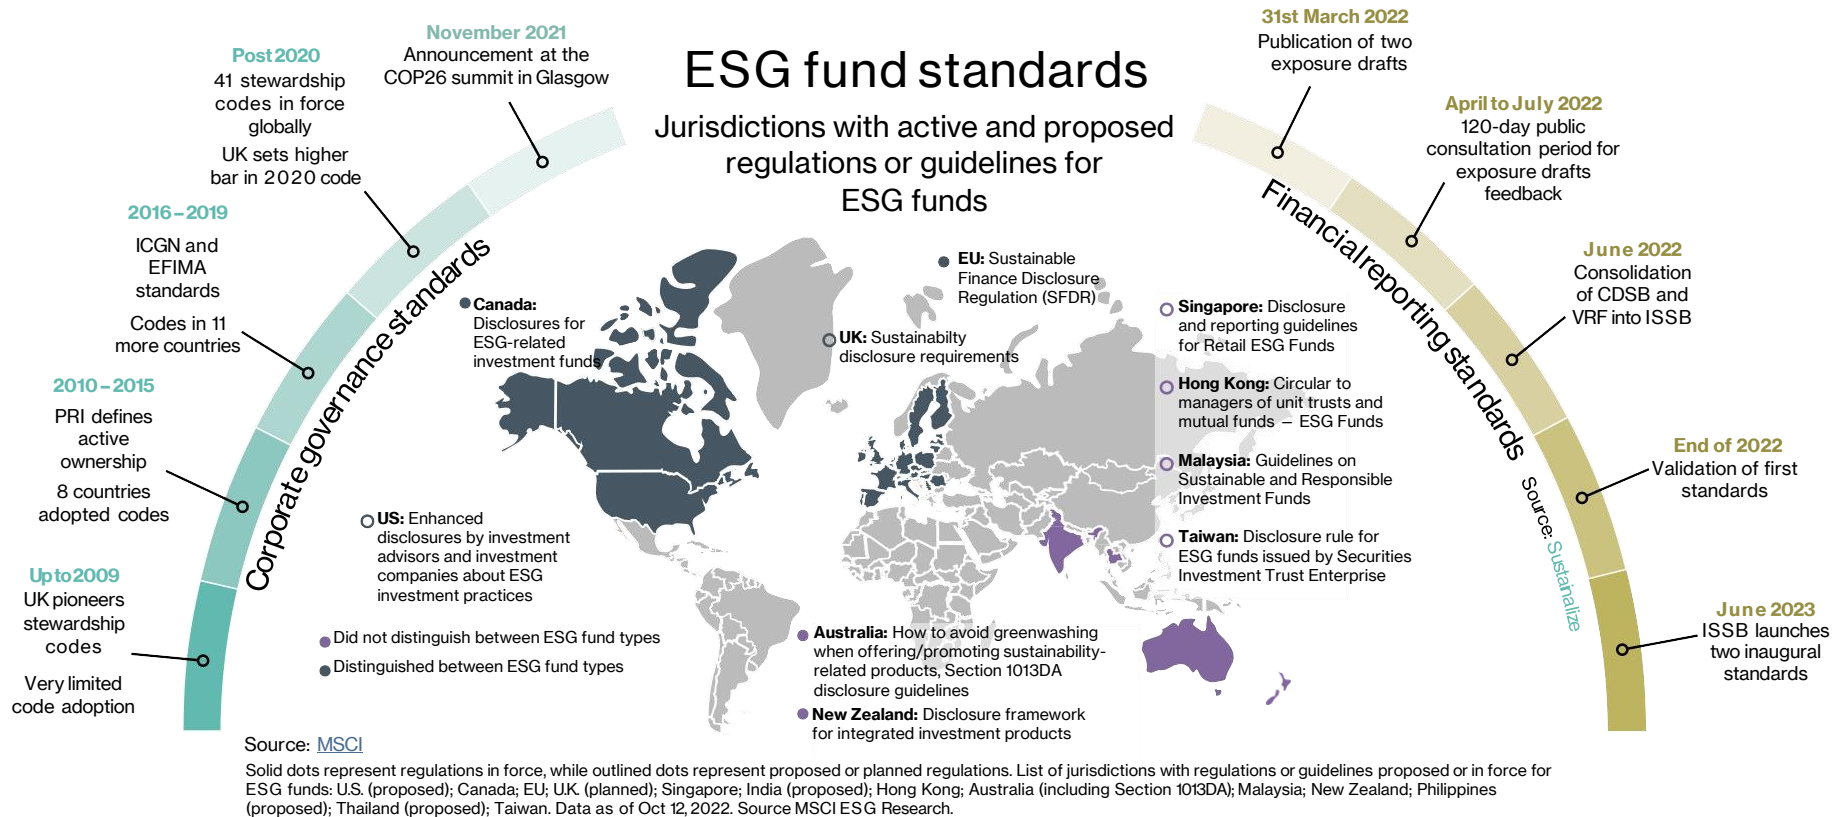 ESG fund standards
Jurisdictions with active and proposed
regulations or guidelines for
ESG funds
November 2021
Announcement at the
COP26 summit in Glasgow
Post 2020
41 stewardship
codes in force
globally
UK sets higher
bar in 2020 code
2016–2019
ICGN and
EFIMA
standards
Codes in 11
more countries
2010–2015
PRI defines
active
ownership
8 countries
adopted codes
Up to 2009
UK pioneers
stewardship
codes
Very limited
code adoption
Corporate governance standards
Canada:
Disclosures for
ESG-related
investment funds
US: Enhanced
disclosures by investment
advisors and investment
companies about ESG
investment practices
Did not distinguish between ESG fund types
Distinguished between ESG fund types
EU: Sustainable
Finance Disclosure
Regulation (SFDR)
UK: Sustainabilty
disclosure requirements
Singapore: Disclosure
and reporting guidelines
for Retail ESG Funds
Hong Kong: Circular to
managers of unit trusts and
mutual funds – ESG Funds
Malaysia: Guidelines on
Sustainable and Responsible
Investment Funds
Taiwan: Disclosure rule for
ESG funds issued by Securities
Investment Trust Enterprise
Australia: How to avoid greenwashing
when offering/promoting sustainability-
related products, Section 1013DA
disclosure guidelines
New Zealand: Disclosure framework
for integrated investment products
31st March 2022
Publication of two
exposure drafts
April to July 2022
120-day public
consultation period for
exposure drafts
feedback
June 2022
Consolidation
of CDSB and
VRF into ISSB
End of 2022
Validation of first
standards
June 2023
ISSB launches
two inaugural
standards
Financial reporting standards
Source: Sustainalize
Source: MSCI
Solid dots represent regulations in force, while outlined dots represent proposed or planned regulations. List of jurisdictions with regulations or guidelines proposed or in force for
ESG funds: U.S. (proposed); Canada; EU; U.K. (planned); Singapore; India (proposed); Hong Kong; Australia (including Section 1013DA); Malaysia; New Zealand; Philippines
(proposed); Thailand (proposed); Taiwan. Data as of Oct 12, 2022. Source MSCI ESG Research.